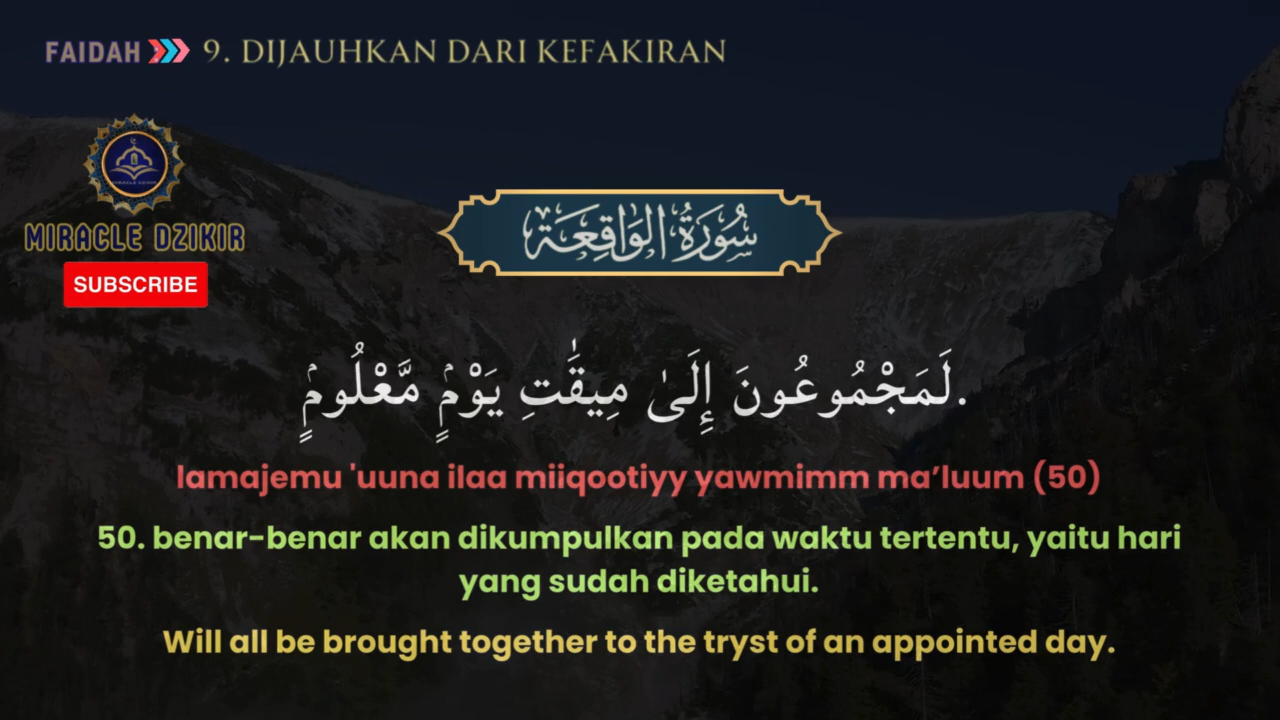 FAIDAH 9. DIJAUHKAN DARI KEFAKIRAN
MIRACLE DZIKIR
SUBSCRIBE
سُورَةُ الوَاقِعَة
لَمَجْمُوعُونَ إِلَىٰ مِيقَٰتِ يَوْمٍۢ مَّعْلُومٍۢ.
lamajemu 'uuna ilaa miiqootiyy yawmimm ma’luum (50)
50. benar-benar akan dikumpulkan pada waktu tertentu, yaitu hari
yang sudah diketahui.
Will all be brought together to the tryst of an appointed day.